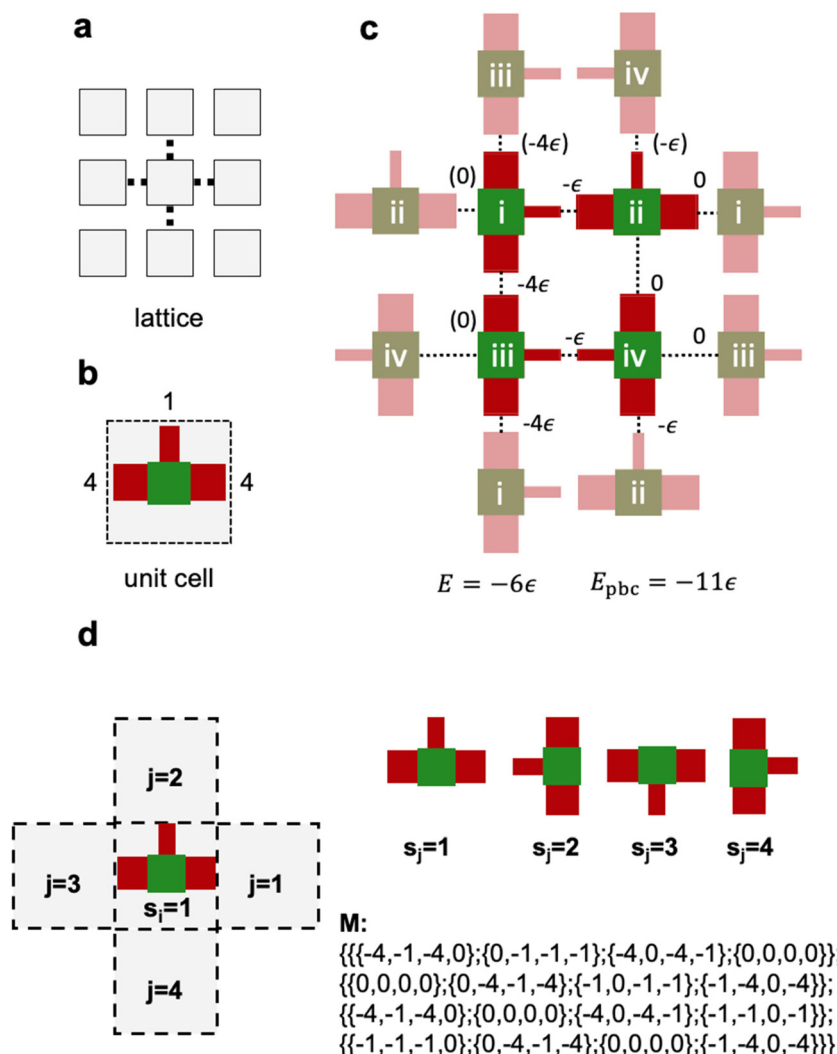 a
c
iii
iv
(-4ϵ)
(-ϵ)
(0)
-ϵ
0
ii
i
ii
i
lattice
-4ϵ
0
(0)
-ϵ
0
iv
iii
iv
iii
b
1
4
4
-4ϵ
-ϵ
i
ii
unit cell
E = −6ϵ
E_pbc = −11ϵ
d
j=2
j=3
s_i=1
j=1
j=4
s_j=1
s_j=2
s_j=3
s_j=4
M:
{{{-4,-1,-4,0};{0,-1,-1,-1};{-4,0,-4,-1};{0,0,0,0}};
{{0,0,0,0};{0,-4,-1,-4};{-1,0,-1,-1};{-1,-4,0,-4}};
{{-4,-1,-4,0};{0,0,0,0};{-4,0,-4,-1};{-1,-1,0,-1}};
{{-1,-1,-1,0};{0,-4,-1,-4};{0,0,0,0};{-1,-4,0,-4}}}